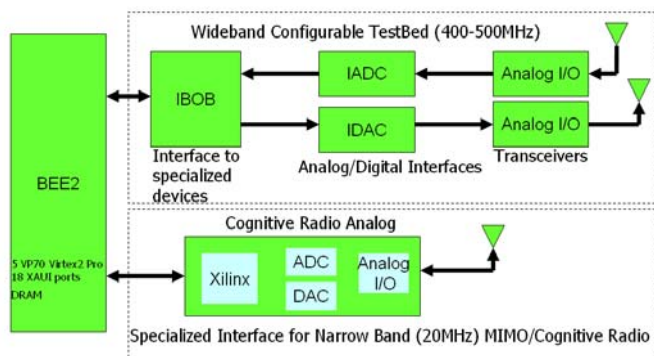 Wideband Configurable TestBed (400-500MHz)
IBOB
IADC
Analog I/O
IDAC
Analog I/O
Interface to
specialized
devices
Analog/Digital Interfaces
Transceivers
BEE2
5 VP70 Virtex2 Pro
18 XAUI ports
DRAM
Cognitive Radio Analog
Xilinx
ADC
DAC
Analog
I/O
Specialized Interface for Narrow Band (20MHz) MIMO/Cognitive Radio